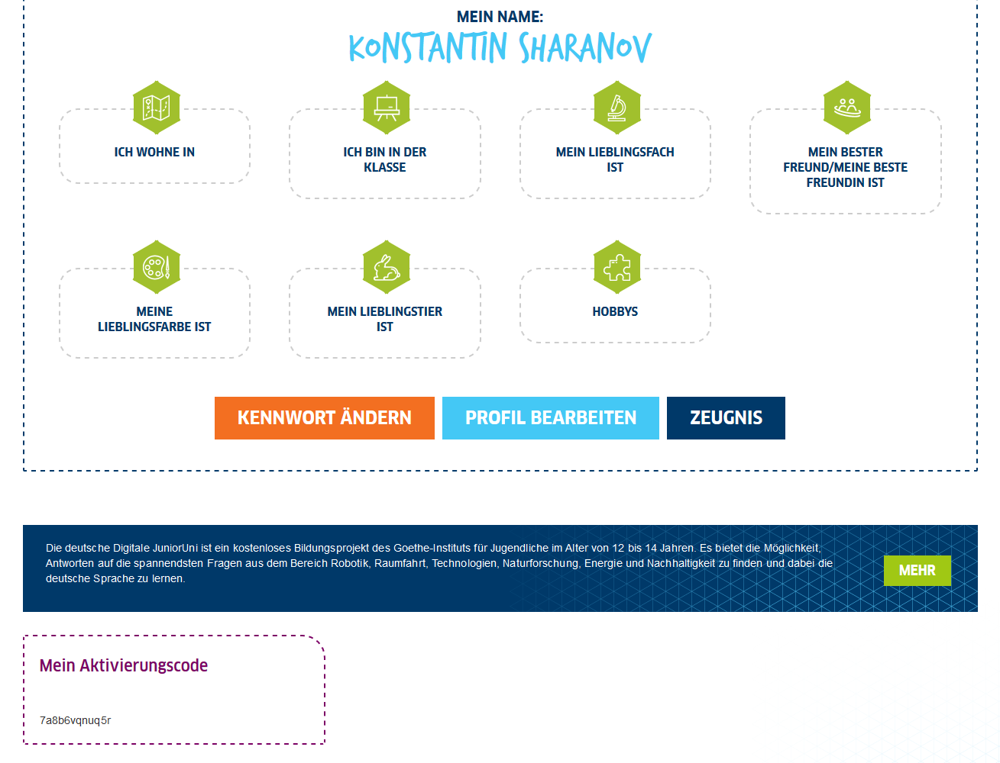 MEIN NAME:
KONSTANTIN SHARANOV
ICH WOHNE IN
ICH BIN IN DER
KLASSE
MEIN LIEBLINGSFACH
IST
MEIN BESTER
FREUND/MEINE BESTE
FREUNDIN IST
MEINE
LIEBLINGSFARBE IST
MEIN LIEBLINGSTIER
IST
HOBBYS
KENNWORT ÄNDERN
PROFIL BEARBEITEN
ZEUGNIS
Die deutsche Digitale JuniorUni ist ein kostenloses Bildungsprojekt des Goethe-Instituts für Jugendliche im Alter von 12 bis 14 Jahren. Es bietet die Möglichkeit,
Antworten auf die spannendsten Fragen aus dem Bereich Robotik, Raumfahrt, Technologien, Naturforschung, Energie und Nachhaltigkeit zu finden und dabei die
deutsche Sprache zu lernen.
MEHR
Mein Aktivierungscode
7a8b6vqnuq5r